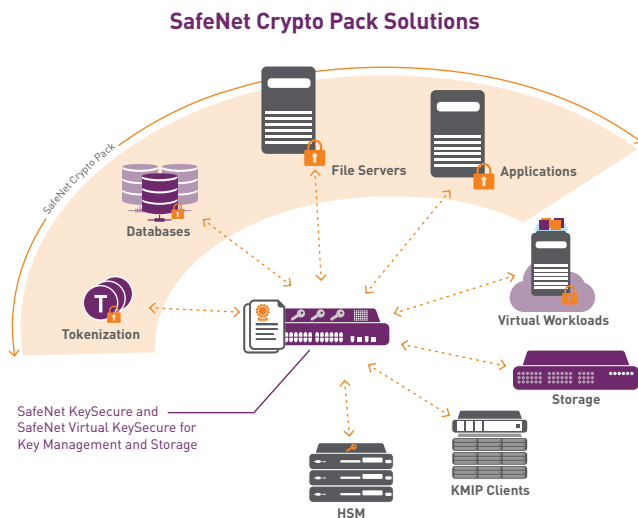 SafeNet Crypto Pack Solutions
SafeNet Crypto Pack
File Servers
Applications
Databases
T
Tokenization
Virtual Workloads
Storage
SafeNet KeySecure and
SafeNet Virtual KeySecure for
Key Management and Storage
KMIP Clients
HSM